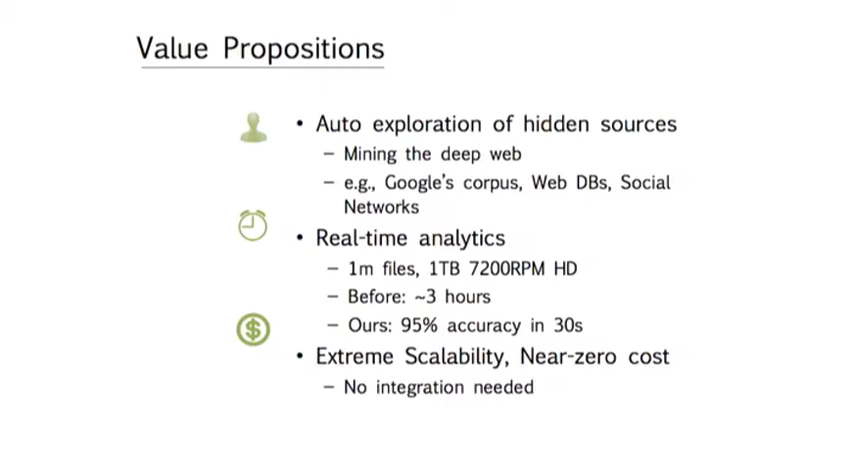 Value Propositions
• Auto exploration of hidden sources
– Mining the deep web
– e.g., Google's corpus, Web DBs, Social
Networks
• Real-time analytics
– 1m files, 1TB 7200RPM HD
– Before: ~3 hours
– Ours: 95% accuracy in 30s
• Extreme Scalability, Near-zero cost
– No integration needed
$